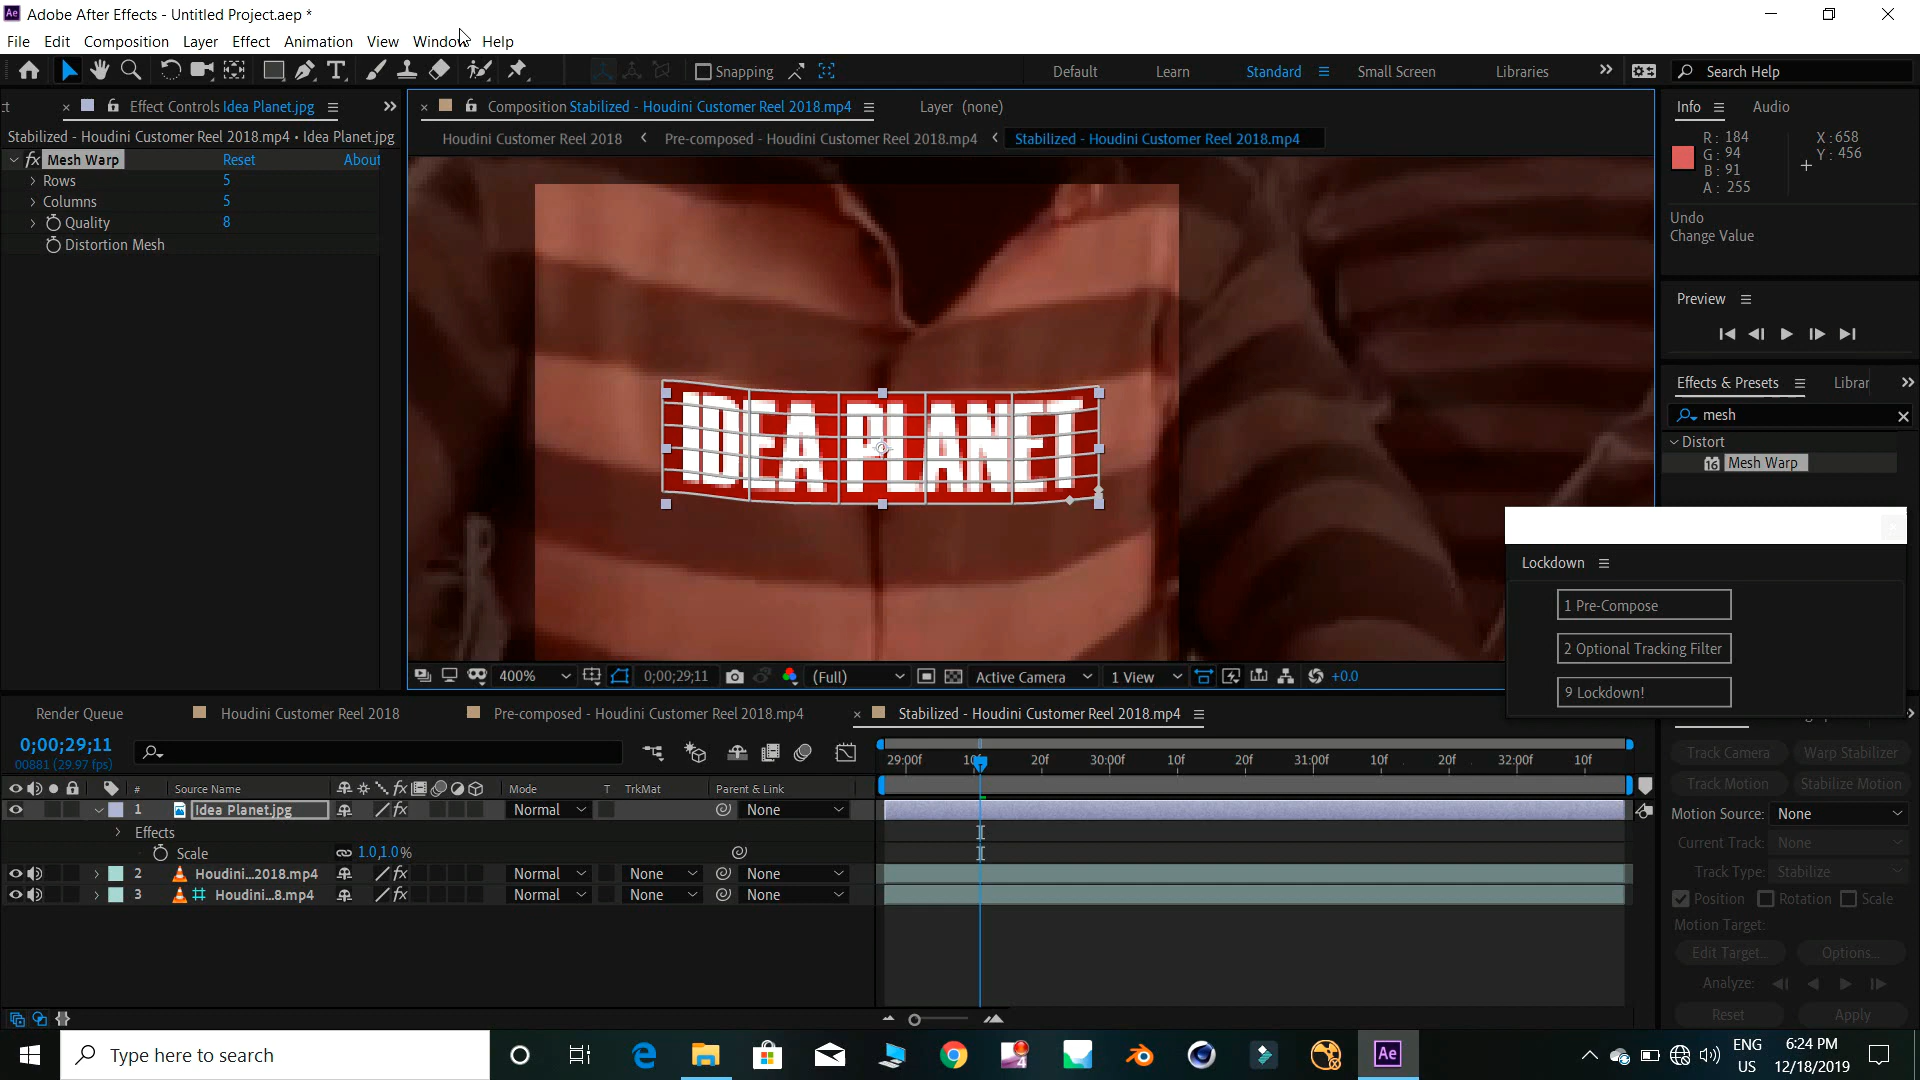 Adobe After Effects - Untitled Project.aep *
File Edit Composition Layer Effect Animation View Window Help
Snapping Default Learn Standard Small Screen Libraries Search Help
Effect Controls Idea Planet.jpg
Composition Stabilized - Houdini Customer Reel 2018.mp4 Layer (none)
Info Audio
Stabilized - Houdini Customer Reel 2018.mp4 • Idea Planet.jpg
Houdini Customer Reel 2018 Pre-composed - Houdini Customer Reel 2018.mp4 Stabilized - Houdini Customer Reel 2018.mp4
R: 184 X: 658
G: 94 Y: 456
B: 91
A: 255
fx Mesh Warp Reset About
Rows 5
Columns 5
Quality 8
Distortion Mesh
Undo
Change Value
Preview
Effects & Presets Librar
mesh
Distort
16 Mesh Warp
IDEA PLANET
Lockdown
1 Pre-Compose
2 Optional Tracking Filter
9 Lockdown!
400% 0;00;29;11 (Full) Active Camera 1 View +0.0
Render Queue Houdini Customer Reel 2018 Pre-composed - Houdini Customer Reel 2018.mp4 Stabilized - Houdini Customer Reel 2018.mp4
0;00;29;11
00881 (29.97 fps)
29:00f 10f 20f 30:00f 10f 20f 31:00f 10f 20f 32:00f 10f
# Source Name fx Mode T TrkMat Parent & Link
1 Idea Planet.jpg fx Normal None
Effects
Scale 1.0,1.0%
2 Houdini...2018.mp4 fx Normal None None
3 Houdini...8.mp4 fx Normal None None
Track Camera Warp Stabilizer
Track Motion Stabilize Motion
Motion Source: None
Current Track: None
Track Type: Stabilize
Position Rotation Scale
Motion Target:
Edit Target... Options...
Analyze:
Reset Apply
Type here to search
Ae
ENG
US
6:24 PM
12/18/2019